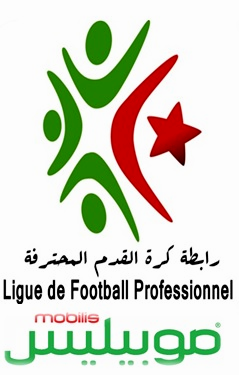 رابطة كرة القدم المحترفة
Ligue de Football Professionnel
mobilis
موبيليس®